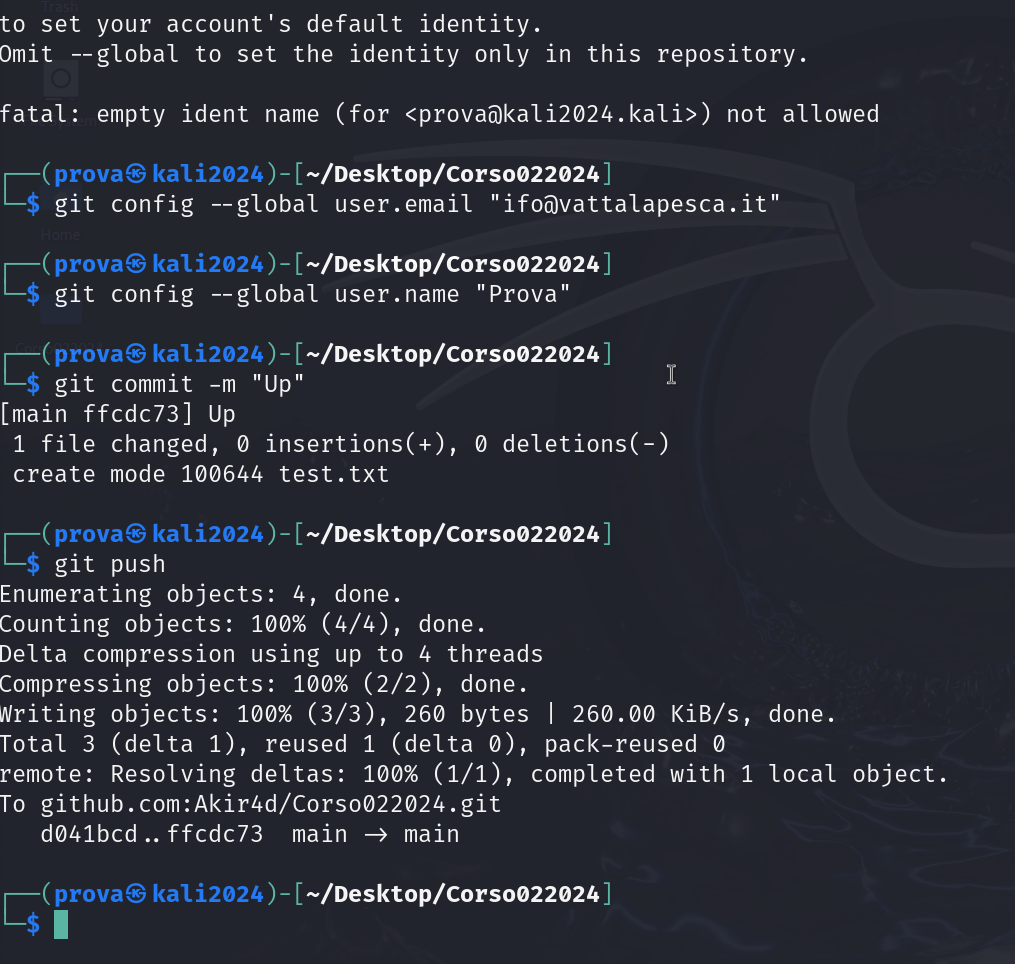 Trash
to set your account's default identity.
Omit --global to set the identity only in this repository.
fatal: empty ident name (for <prova@kali2024.kali>) not allowed
┌──(prova㉿kali2024)-[~/Desktop/Corso022024]
└─$ git config --global user.email "ifo@vattalapesca.it"
Home
┌──(prova㉿kali2024)-[~/Desktop/Corso022024]
└─$ git config --global user.name "Prova"
┌──(prova㉿kali2024)-[~/Desktop/Corso022024]
└─$ git commit -m "Up"
[main ffcdc73] Up
 1 file changed, 0 insertions(+), 0 deletions(-)
 create mode 100644 test.txt
┌──(prova㉿kali2024)-[~/Desktop/Corso022024]
└─$ git push
Enumerating objects: 4, done.
Counting objects: 100% (4/4), done.
Delta compression using up to 4 threads
Compressing objects: 100% (2/2), done.
Writing objects: 100% (3/3), 260 bytes | 260.00 KiB/s, done.
Total 3 (delta 1), reused 1 (delta 0), pack-reused 0
remote: Resolving deltas: 100% (1/1), completed with 1 local object.
To github.com:Akir4d/Corso022024.git
   d041bcd..ffcdc73  main -> main
┌──(prova㉿kali2024)-[~/Desktop/Corso022024]
└─$